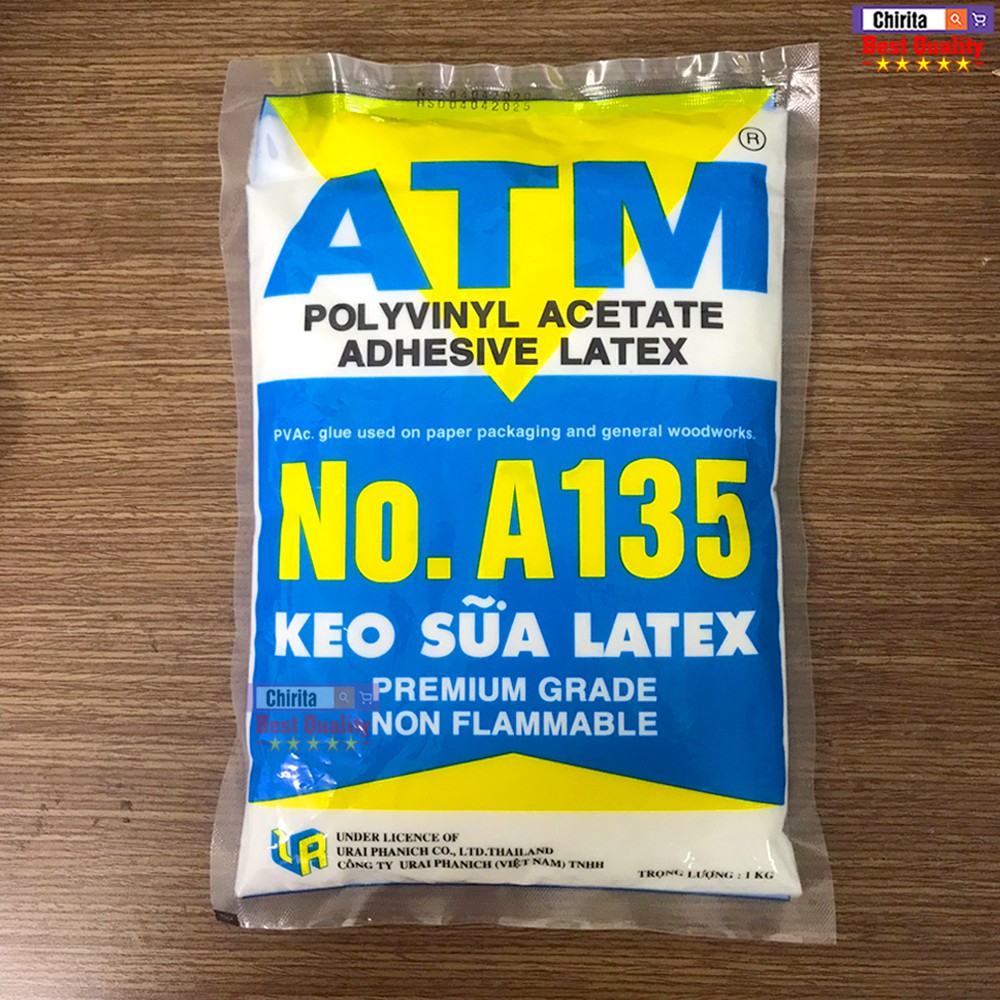 Chirita
Best Quality
HSD04042025
ATM
®
POLYVINYL ACETATE
ADHESIVE LATEX
PVAc. glue used on paper packaging and general woodworks.
No. A135
KEO SỮA LATEX
Chirita
Best Quality
PREMIUM GRADE
NON FLAMMABLE
UNDER LICENCE OF
URAI PHANICH CO., LTD.THAILAND
CÔNG TY URAI PHANICH (VIỆT NAM) TNHH
TRỌNG LƯỢNG : 1 KG